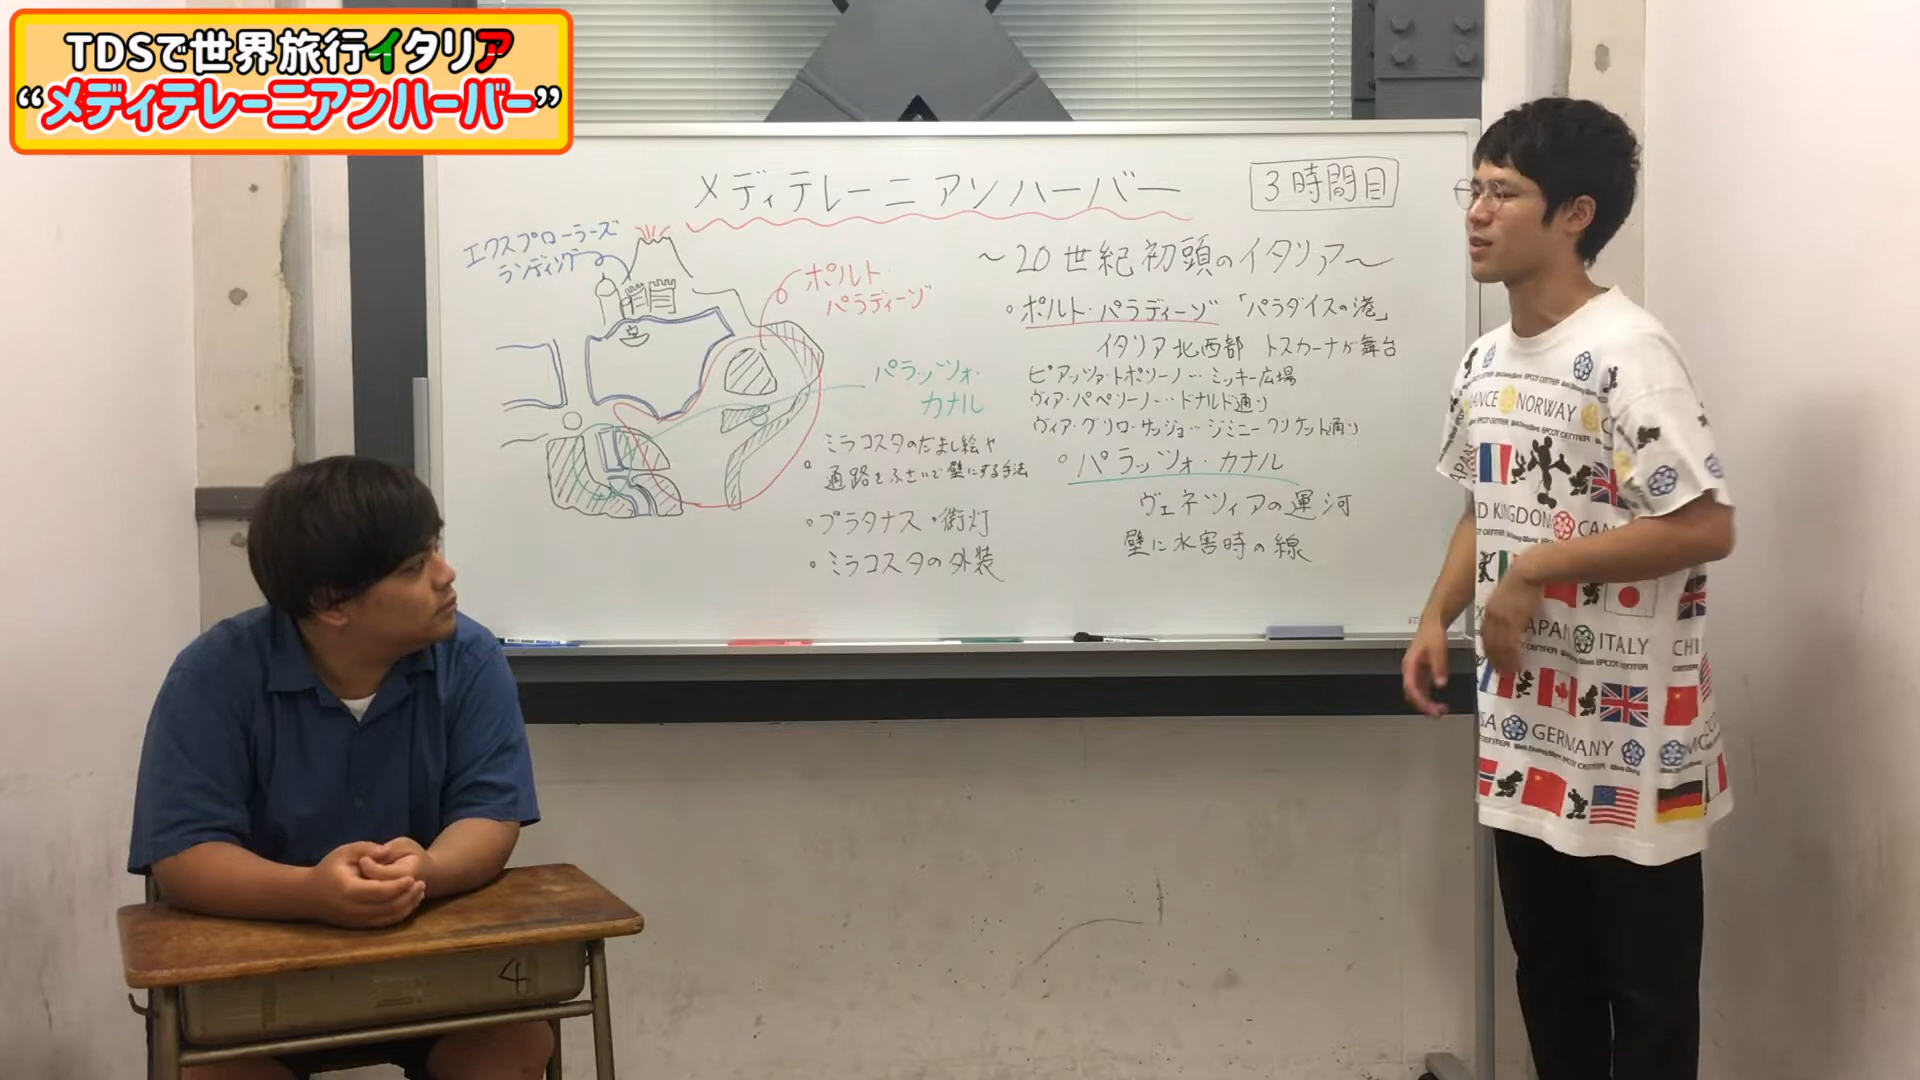 TDSで世界旅行イタリア
“メディテレーニアンハーバー”
メディテレーニアンハーバー
3時間目
エクスプローラーズ
ランディング
ポルト
パラディーゾ
パラッツォ・
カナル
ミラコスタのだまし絵や
通路をふさいで壁にする手法
プラタナス・街灯
ミラコスタの外装
～20世紀初頭のイタリア～
ポルト・パラディーゾ「パラダイスの港」
イタリア北西部 トスカーナが舞台
ピアッツァ・トポリーノ…ミッキー広場
ヴィア・パペリーノ…ドナルド通り
ヴィア・グリロ・サッジョ…ジミニークリケット通り
パラッツォ・カナル
ヴェネツィアの運河
壁に水害時の線
4
NORWAY
KINGDOM
ITALY
GERMANY